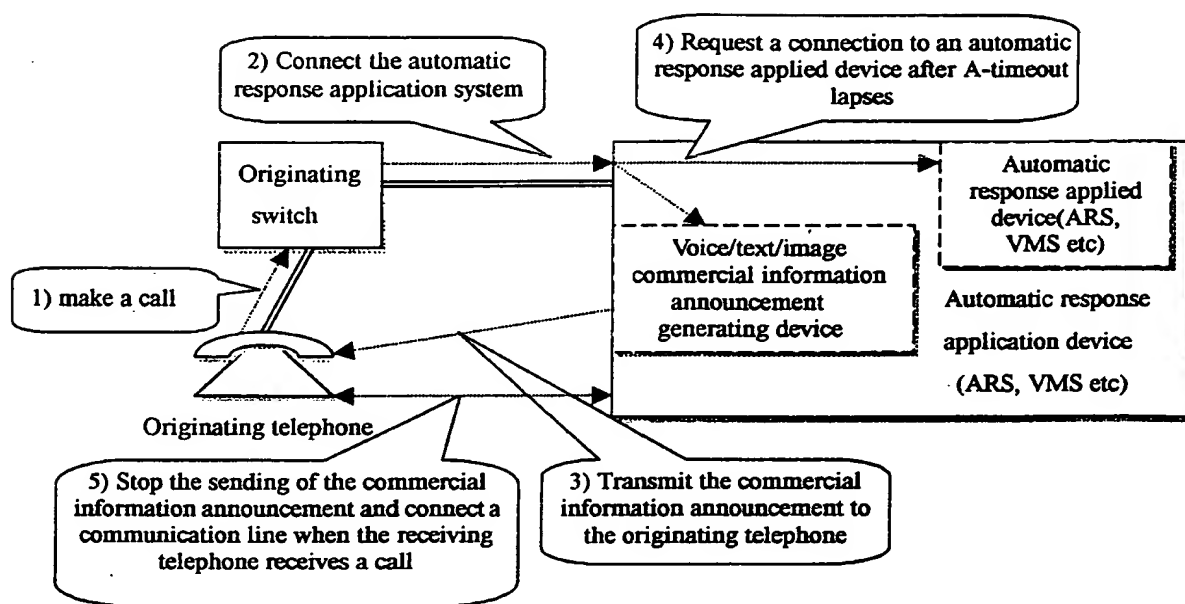 2) Connect the automatic
response application system
4) Request a connection to an automatic
response applied device after A-timeout
lapses
Originating
switch
Automatic
response applied
device(ARS,
VMS etc)
Voice/text/image
commercial information
announcement
generating device
1) make a call
Automatic response
application device
(ARS, VMS etc)
Originating telephone
5) Stop the sending of the commercial
information announcement and connect a
communication line when the receiving
telephone receives a call
3) Transmit the commercial
information announcement to
the originating telephone